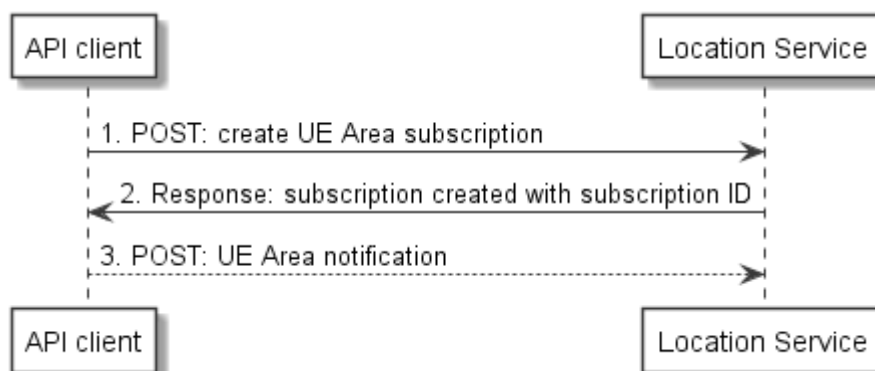 API client
Location Service
1. POST: create UE Area subscription
2. Response: subscription created with subscription ID
3. POST: UE Area notification
API client
Location Service